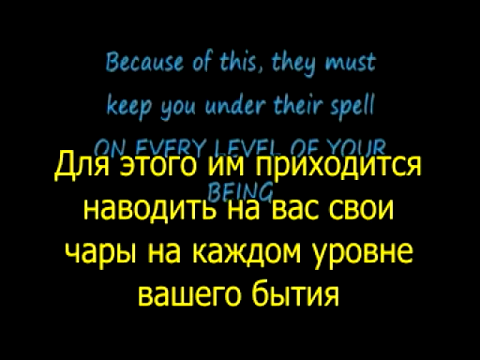 Because of this, they must
keep you under their spell
ON EVERY LEVEL OF YOUR
BEING
Для этого им приходится
наводить на вас свои
чары на каждом уровне
вашего бытия